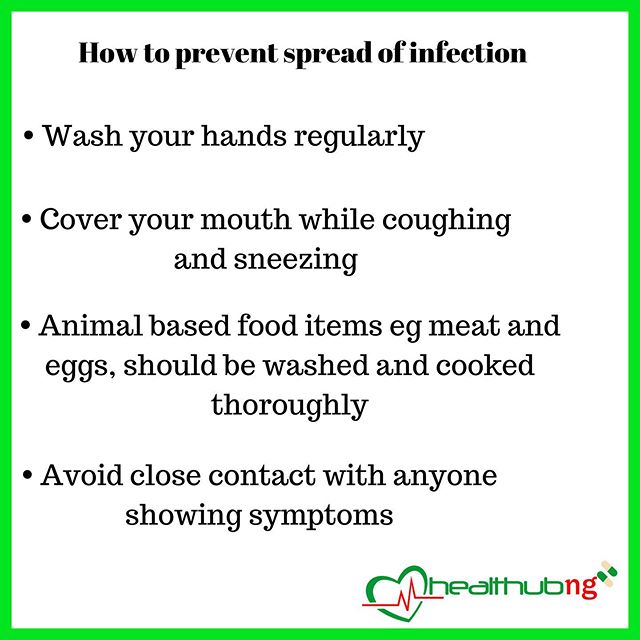 How to prevent spread of infection
• Wash your hands regularly
• Cover your mouth while coughing
and sneezing
• Animal based food items eg meat and
eggs, should be washed and cooked
thoroughly
• Avoid close contact with anyone
showing symptoms
healthubng